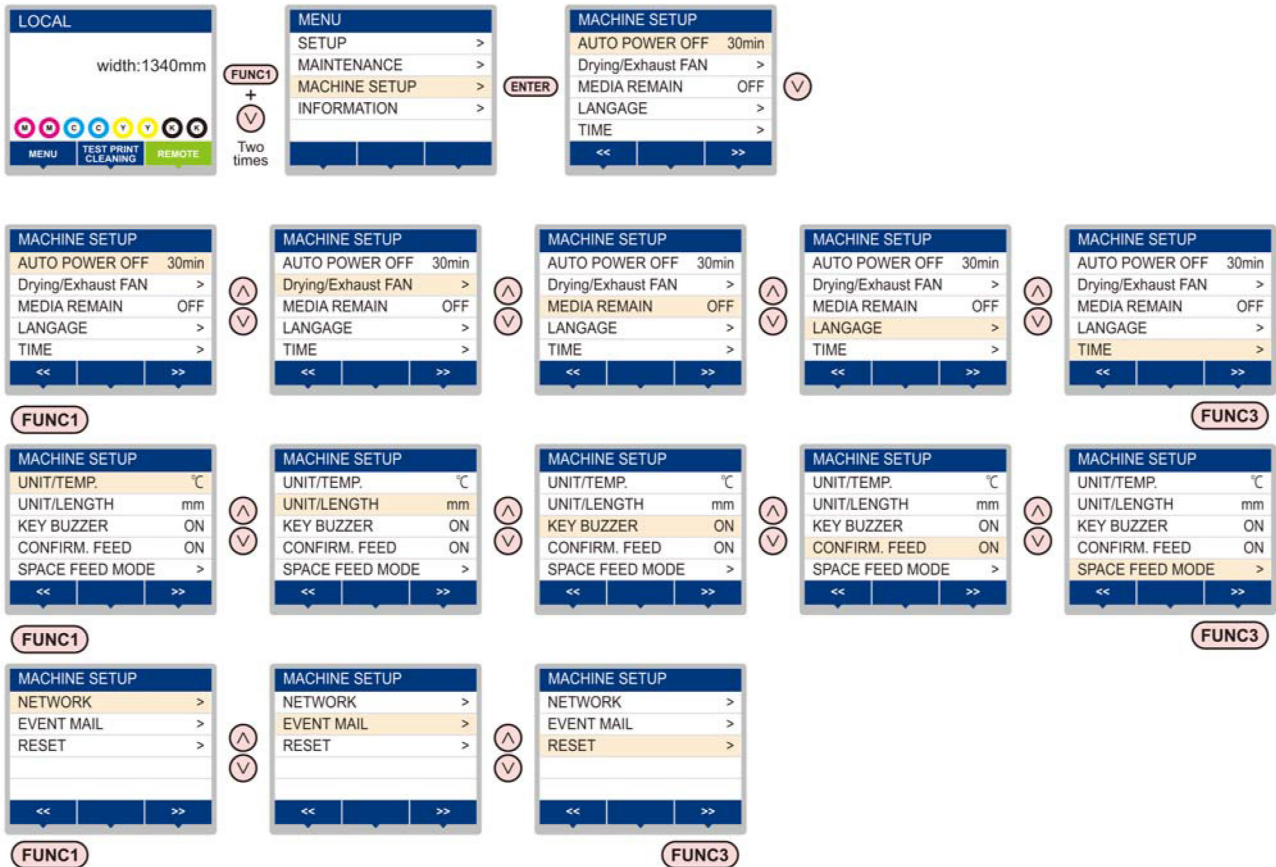 LOCAL
width:1340mm
M M C C Y Y K K
MENU TEST PRINT CLEANING REMOTE
FUNC1
+
Two
times
MENU
SETUP >
MAINTENANCE >
MACHINE SETUP >
INFORMATION >
ENTER
MACHINE SETUP
AUTO POWER OFF 30min
Drying/Exhaust FAN >
MEDIA REMAIN OFF
LANGAGE >
TIME >
<< >>
MACHINE SETUP
AUTO POWER OFF 30min
Drying/Exhaust FAN >
MEDIA REMAIN OFF
LANGAGE >
TIME >
<< >>
MACHINE SETUP
AUTO POWER OFF 30min
Drying/Exhaust FAN >
MEDIA REMAIN OFF
LANGAGE >
TIME >
<< >>
MACHINE SETUP
AUTO POWER OFF 30min
Drying/Exhaust FAN >
MEDIA REMAIN OFF
LANGAGE >
TIME >
<< >>
MACHINE SETUP
AUTO POWER OFF 30min
Drying/Exhaust FAN >
MEDIA REMAIN OFF
LANGAGE >
TIME >
<< >>
MACHINE SETUP
AUTO POWER OFF 30min
Drying/Exhaust FAN >
MEDIA REMAIN OFF
LANGAGE >
TIME >
<< >>
FUNC1
FUNC3
MACHINE SETUP
UNIT/TEMP. ℃
UNIT/LENGTH mm
KEY BUZZER ON
CONFIRM. FEED ON
SPACE FEED MODE >
<< >>
MACHINE SETUP
UNIT/TEMP. ℃
UNIT/LENGTH mm
KEY BUZZER ON
CONFIRM. FEED ON
SPACE FEED MODE >
<< >>
MACHINE SETUP
UNIT/TEMP. ℃
UNIT/LENGTH mm
KEY BUZZER ON
CONFIRM. FEED ON
SPACE FEED MODE >
<< >>
MACHINE SETUP
UNIT/TEMP. ℃
UNIT/LENGTH mm
KEY BUZZER ON
CONFIRM. FEED ON
SPACE FEED MODE >
<< >>
MACHINE SETUP
UNIT/TEMP. ℃
UNIT/LENGTH mm
KEY BUZZER ON
CONFIRM. FEED ON
SPACE FEED MODE >
<< >>
FUNC1
FUNC3
MACHINE SETUP
NETWORK >
EVENT MAIL >
RESET >
<< >>
MACHINE SETUP
NETWORK >
EVENT MAIL >
RESET >
<< >>
MACHINE SETUP
NETWORK >
EVENT MAIL >
RESET >
<< >>
FUNC1
FUNC3